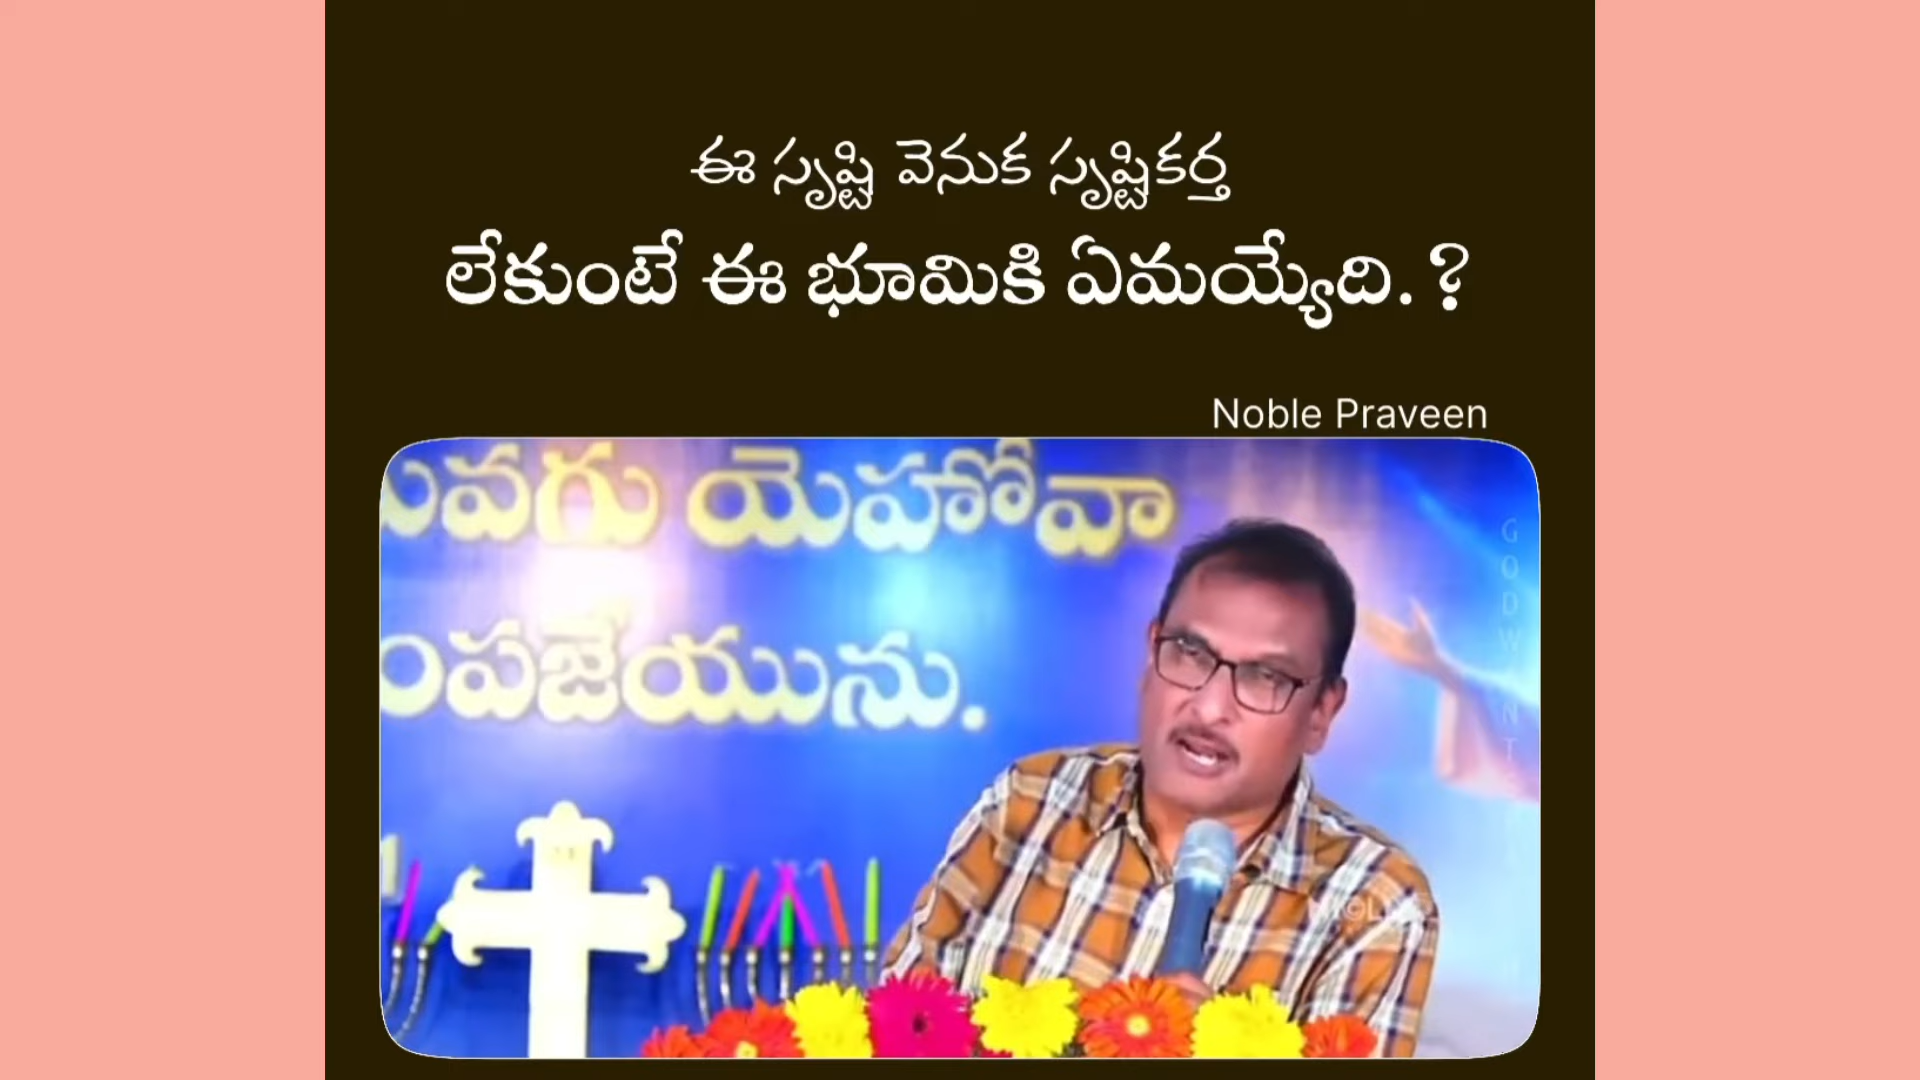 ఈ సృష్టి వెనుక సృష్టికర్త
లేకుంటే ఈ భూమికి ఏమయ్యేది. ?
Noble Praveen
వగు యెహోవా
ంపజేయును.